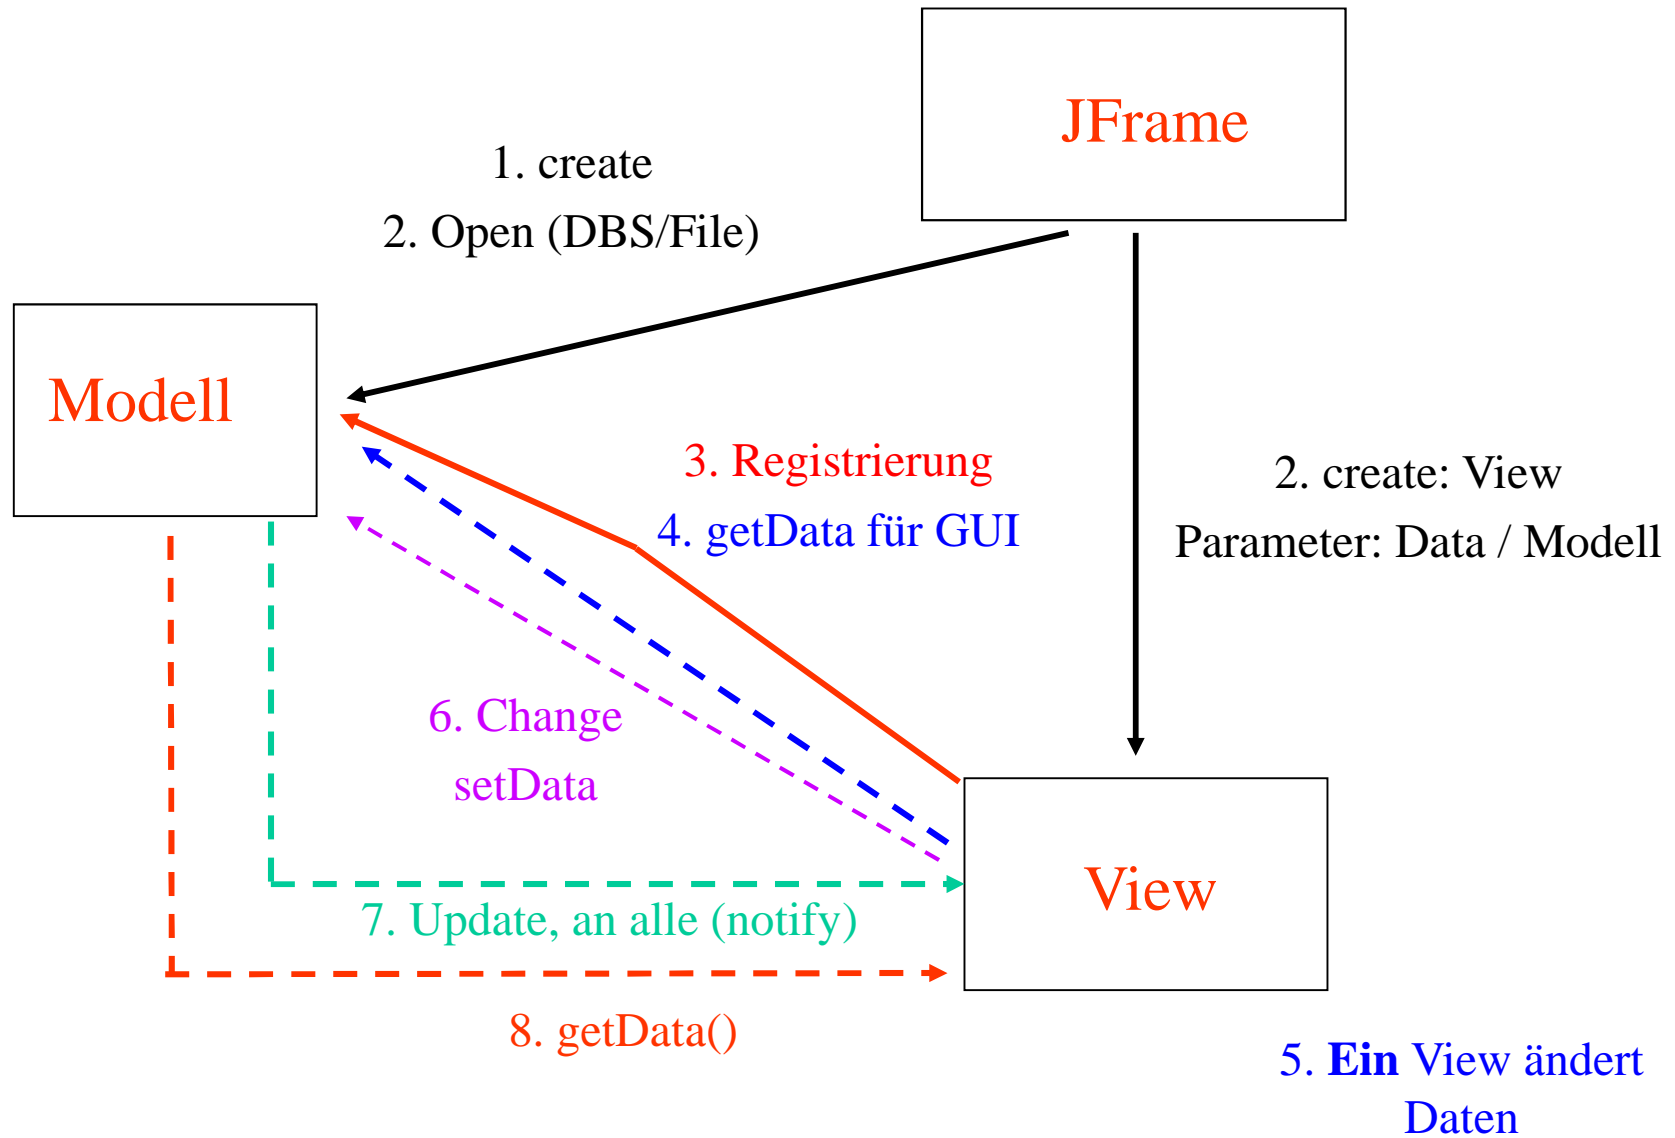 JFrame
1. create
2. Open (DBS/File)
Modell
3. Registrierung
4. getData für GUI
2. create: View
Parameter: Data / Modell
6. Change
setData
View
7. Update, an alle (notify)
8. getData()
5. Ein View ändert
Daten